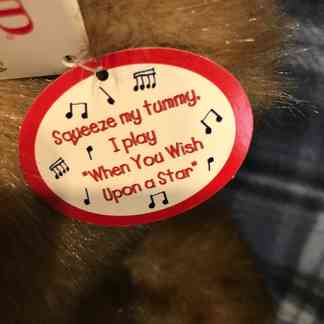 Squeeze my tummy.
I play
"When You Wish
Upon a Star"